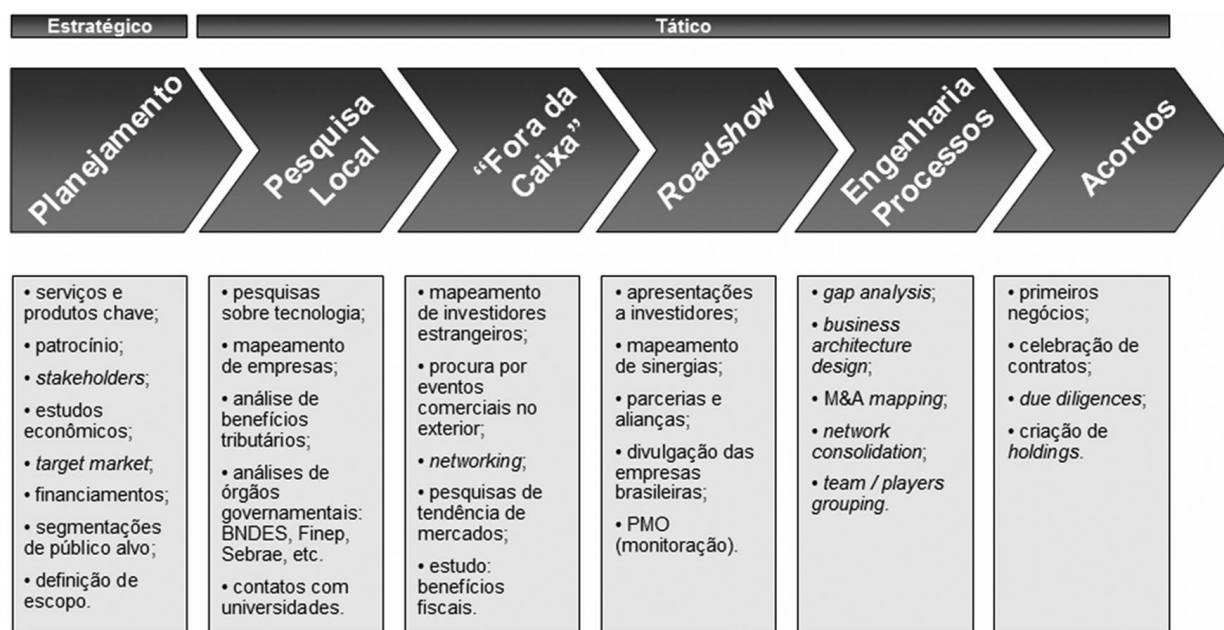 Estratégico
Tático
Planejamento
Pesquisa
Local
“Fora da
Caixa”
Roadshow
Engenharia
Processos
Acordos
• serviços e
produtos chave;
• patrocínio;
• stakeholders;
• estudos
econômicos;
• target market;
• financiamentos;
• segmentações
de público alvo;
• definição de
escopo.
• pesquisas
sobre tecnologia;
• mapeamento
de empresas;
• análise de
benefícios
tributários;
• análises de
órgãos
governamentais:
BNDES, Finep,
Sebrae, etc.
• contatos com
universidades.
• mapeamento
de investidores
estrangeiros;
• procura por
eventos
comerciais no
exterior;
• networking;
• pesquisas de
tendência de
mercados;
• estudo:
benefícios
fiscais.
• apresentações
a investidores;
• mapeamento
de sinergias;
• parcerias e
alianças;
• divulgação das
empresas
brasileiras;
• PMO
(monitoração).
• gap analysis;
• business
architecture
design;
• M&A mapping;
• network
consolidation;
• team / players
grouping.
• primeiros
negócios;
• celebração de
contratos;
• due diligences;
• criação de
holdings.